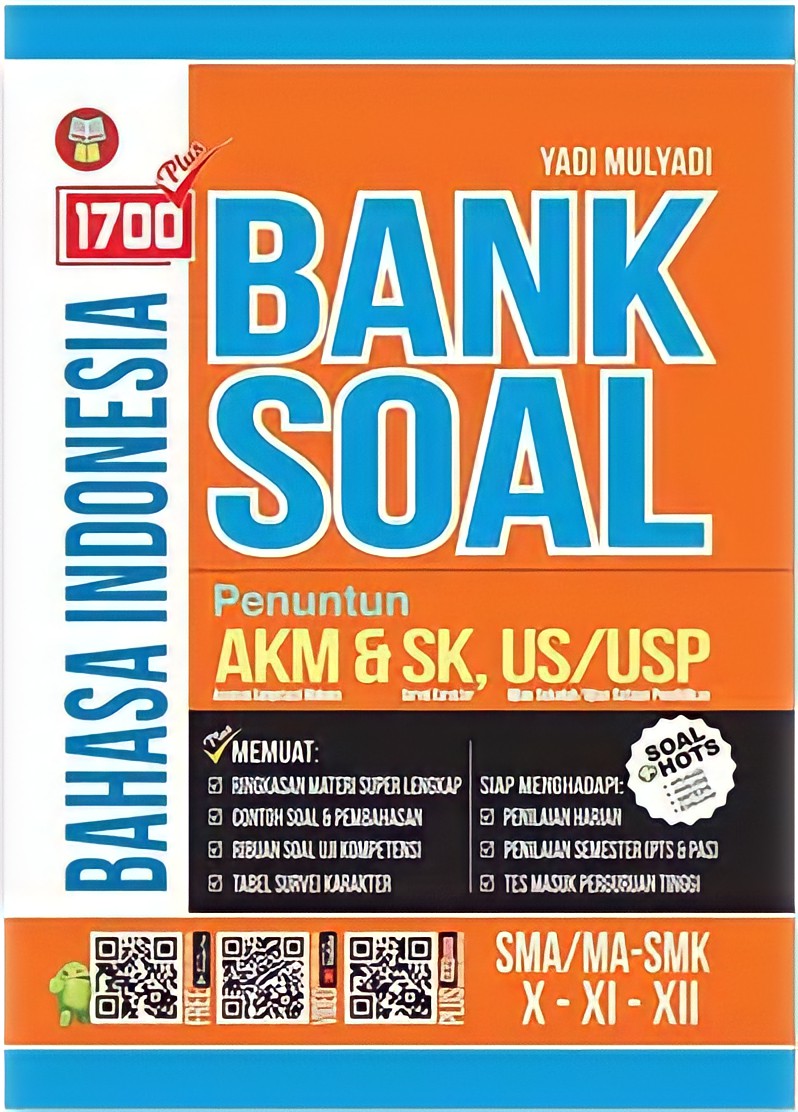 YADI MULYADI
Plus
1700
BANK
SOAL
BAHASA INDONESIA
Penuntun
AKM & SK, US/USP
Plus
MEMUAT:
RINGKASAN MATERI SUPER LENGKAP
CONTOH SOAL & PEMBAHASAN
RIBUAN SOAL UJI KOMPETENSI
TABEL SURVEI KARAKTER
SIAP MENGHADAPI:
PENILAIAN HARIAN
PENILAIAN SEMESTER (PTS & PAS)
TES MASUK PERGURUAN TINGGI
SOAL
HOTS
FREE
VIDEO
PLUS
SMA/MA-SMK
X - XI - XII